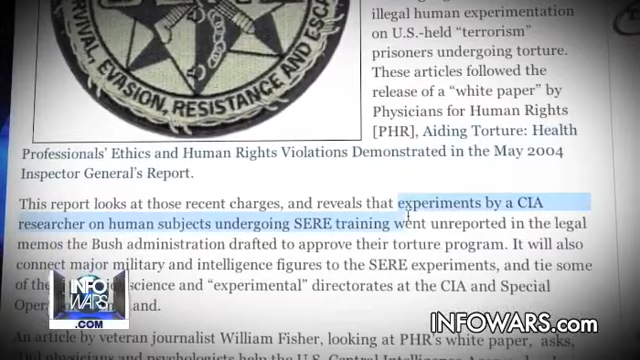 SURVIVAL, EVASION, RESISTANCE AND ESCAPE
illegal human experimentation
on U.S.-held “terrorism”
prisoners undergoing torture.
These articles followed the
release of a “white paper” by
Physicians for Human Rights
[PHR], Aiding Torture: Health
Professionals’ Ethics and Human Rights Violations Demonstrated in the May 2004
Inspector General’s Report.
This report looks at those recent charges, and reveals that experiments by a CIA
researcher on human subjects undergoing SERE training went unreported in the legal
memos the Bush administration drafted to approve their torture program. It will also
connect major military and intelligence figures to the SERE experiments, and tie some
of the science and “experimental” directorates at the CIA and Special
and.
An article by veteran journalist William Fisher, looking at PHR’s white paper, asks,
INFO
WARS
.COM
INFOWARS.com